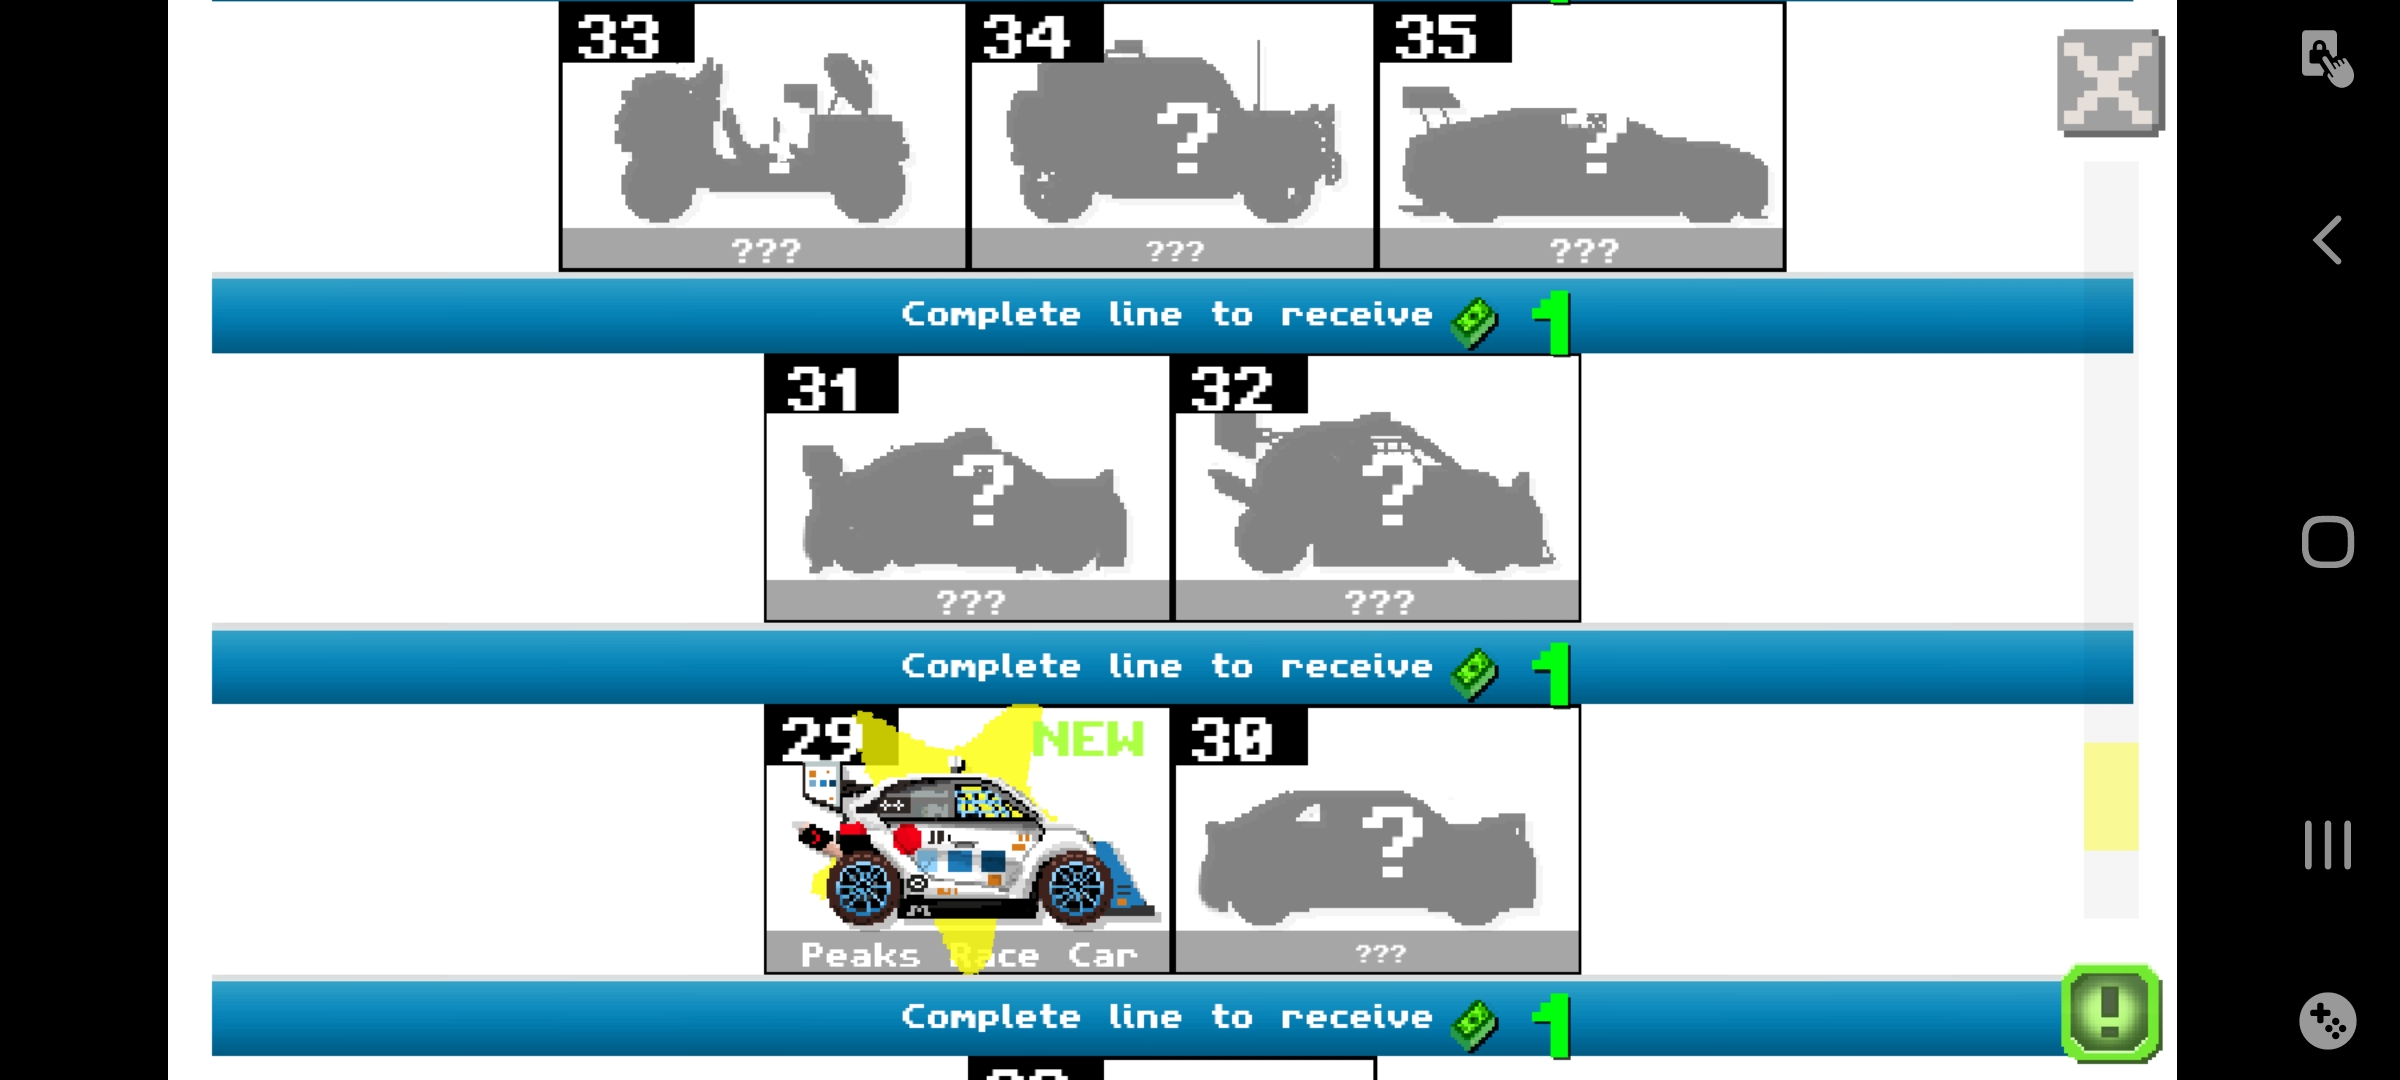 33 34 35
? ? ?
??? ??? ???
Complete line to receive 1
31 32
? ?
??? ???
Complete line to receive 1
29 NEW 30
?
Peaks Race Car ???
Complete line to receive 1